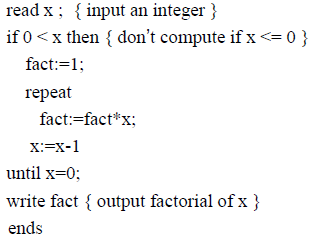 read x ; { input an integer }
if 0 < x then { don't compute if x <= 0 }
fact:=1;
repeat
fact:=fact*x;
x:=x-1
until x=0;
write fact { output factorial of x }
ends